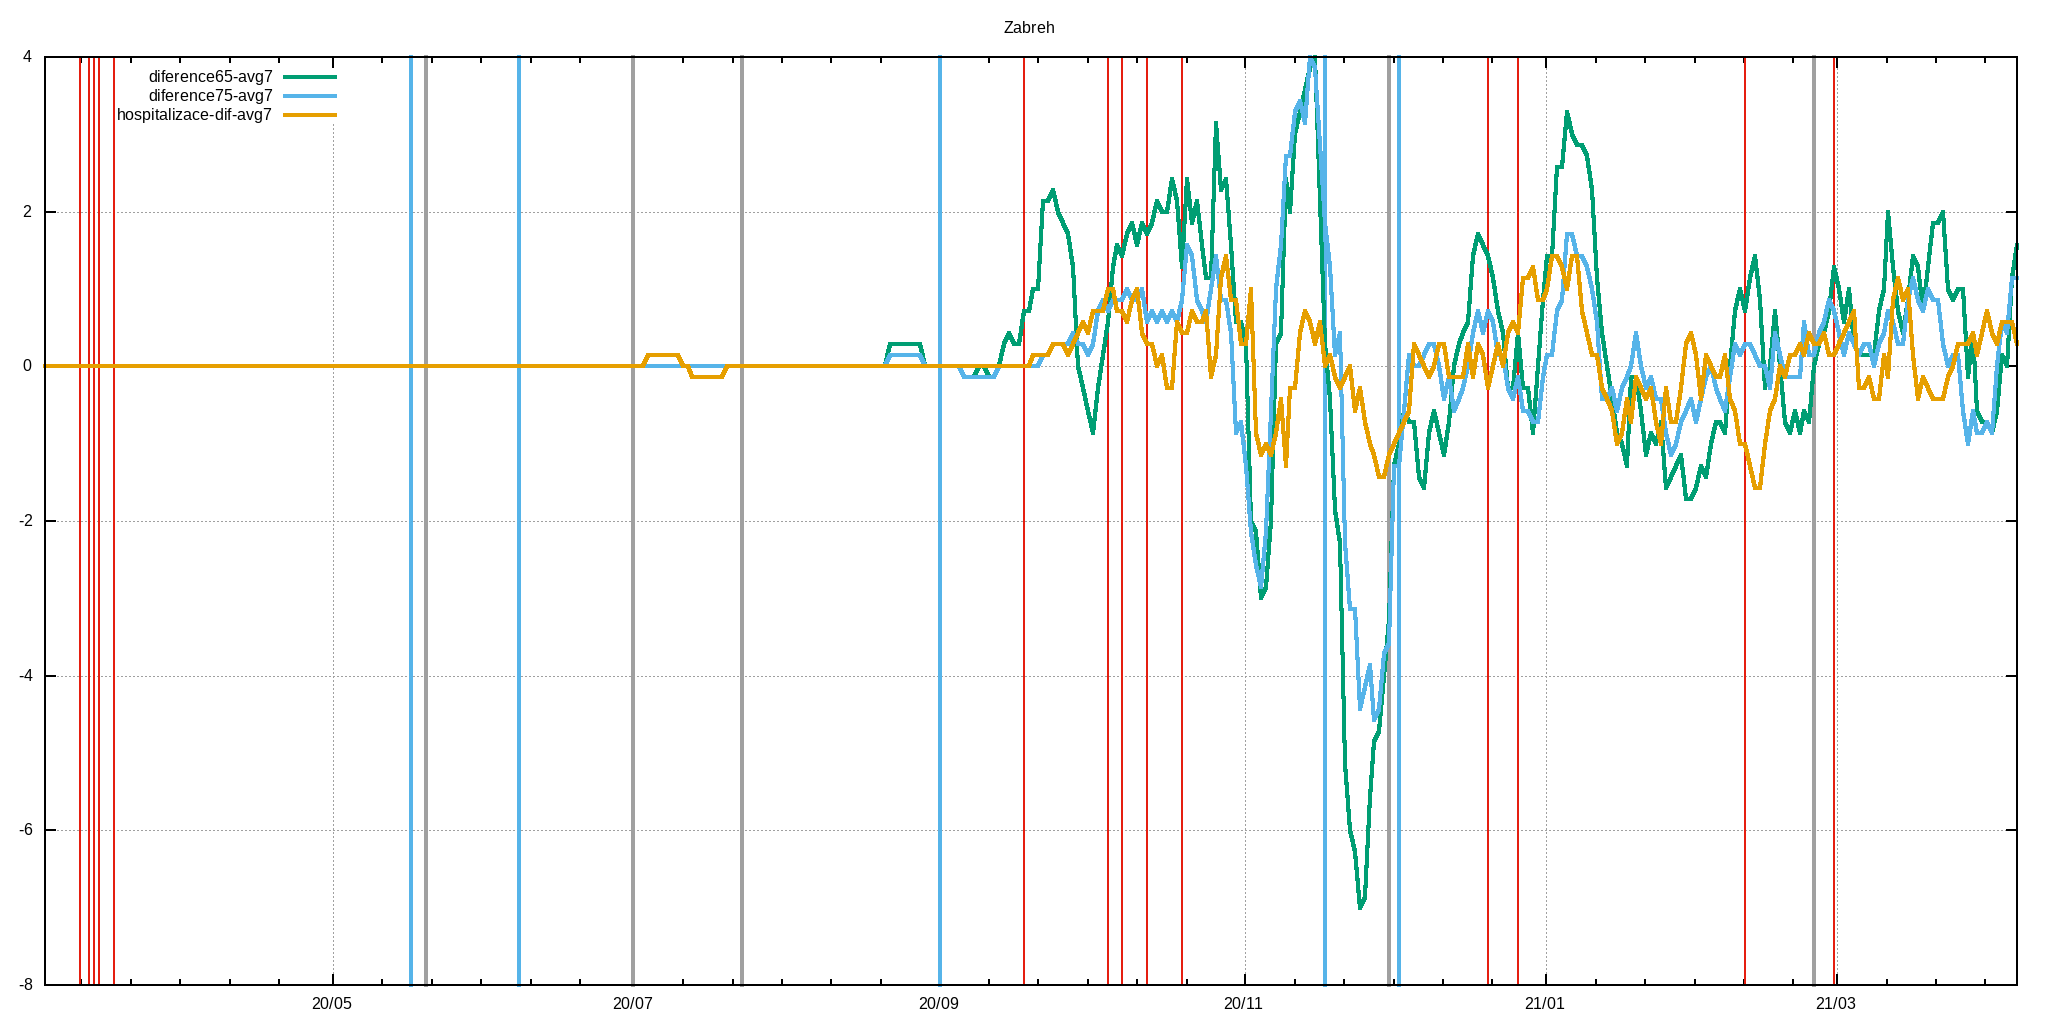 Zabreh
diference65-avg7
diference75-avg7
hospitalizace-dif-avg7
4
2
0
-2
-4
-6
-8
20/05 20/07 20/09 20/11 21/01 21/03